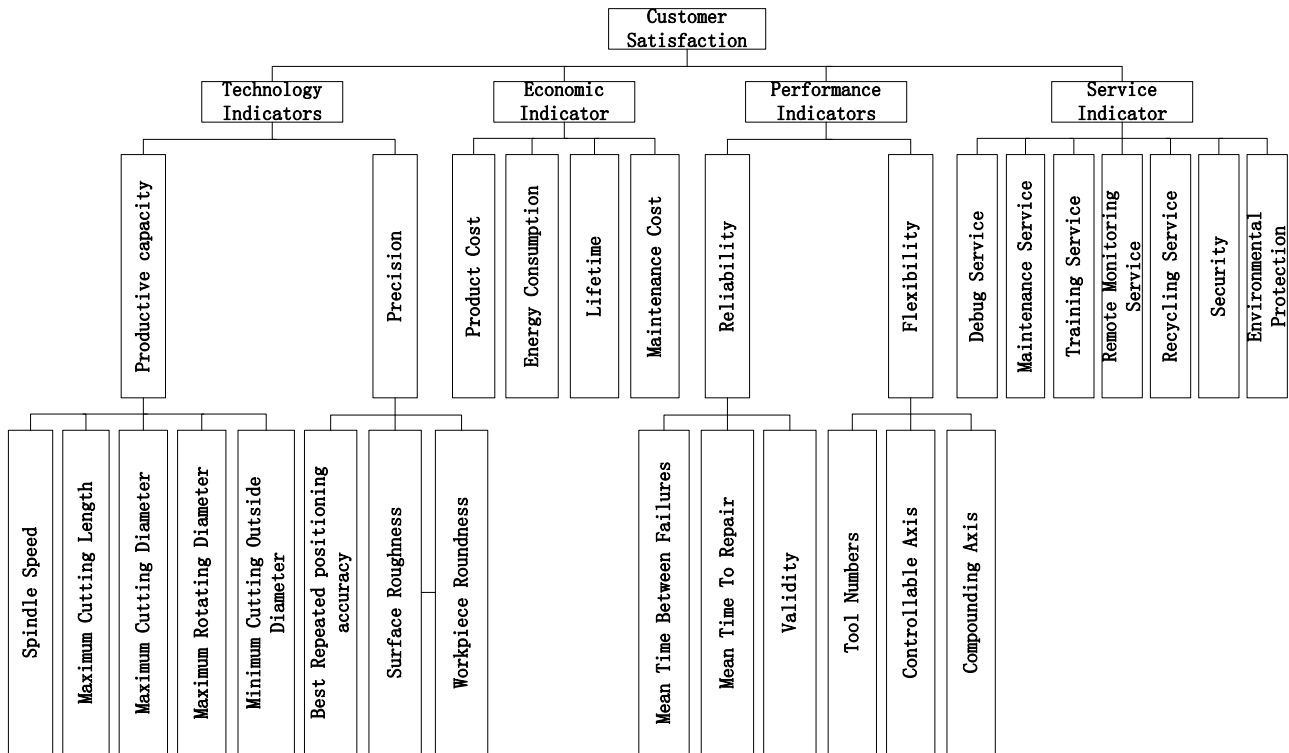 Customer
Satisfaction
Technology
Indicators
Economic
Indicator
Performance
Indicators
Service
Indicator
Productive capacity
Precision
Product Cost
Energy Consumption
Lifetime
Maintenance Cost
Reliability
Flexibility
Debug Service
Maintenance Service
Training Service
Remote Monitoring
Service
Recycling Service
Security
Environmental
Protection
Spindle Speed
Maximum Cutting Length
Maximum Cutting Diameter
Maximum Rotating Diameter
Minimum Cutting Outside
Diameter
Best Repeated positioning
accuracy
Surface Roughness
Workpiece Roundness
Mean Time Between Failures
Mean Time To Repair
Validity
Tool Numbers
Controllable Axis
Compounding Axis